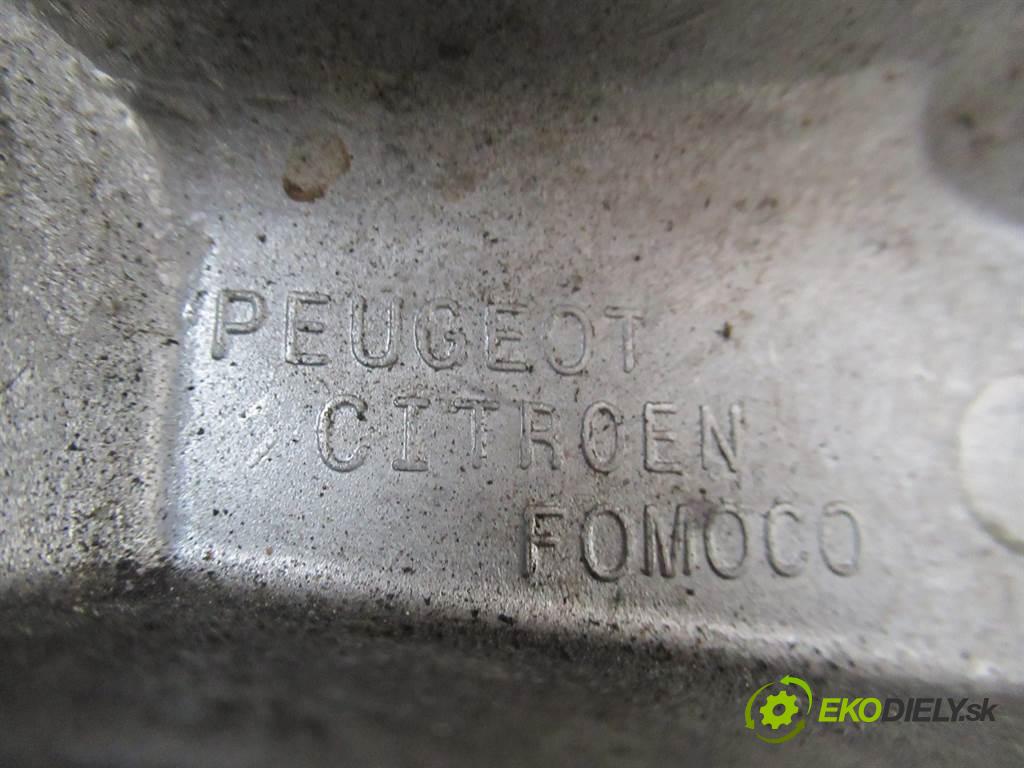 PEUGEOT
CITROEN
FOMOCO
EKODIELY.sk